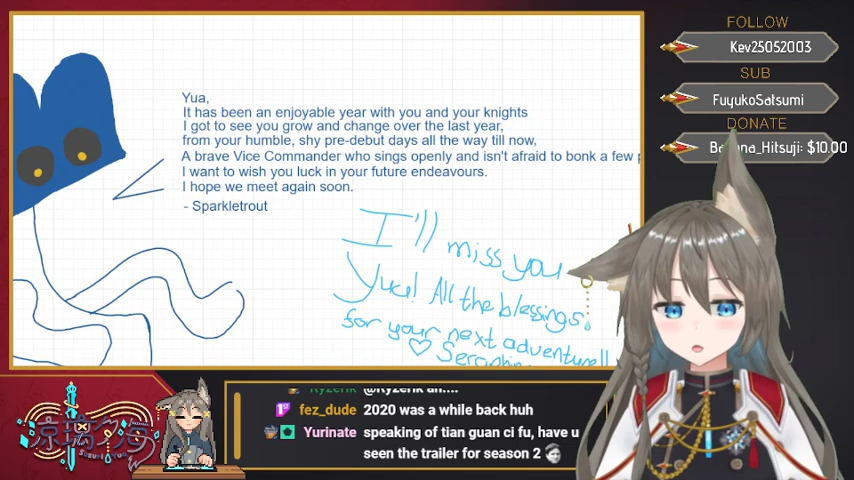 Yua,
It has been an enjoyable year with you and your knights
I got to see you grow and change over the last year,
from your humble, shy pre-debut days all the way till now,
A brave Vice Commander who sings openly and isn't afraid to bonk a few
I want to wish you luck in your future endeavours.
I hope we meet again soon.
- Sparkletrout
I'll
miss you
Yua! All the blessings
for your next adventure!!
FOLLOW
Kev25052003
SUB
FuyukoSatsumi
DONATE
$10.00
fez_dude 2020 was a while back huh
Yurinate speaking of tian guan ci fu, have u
seen the trailer for season 2